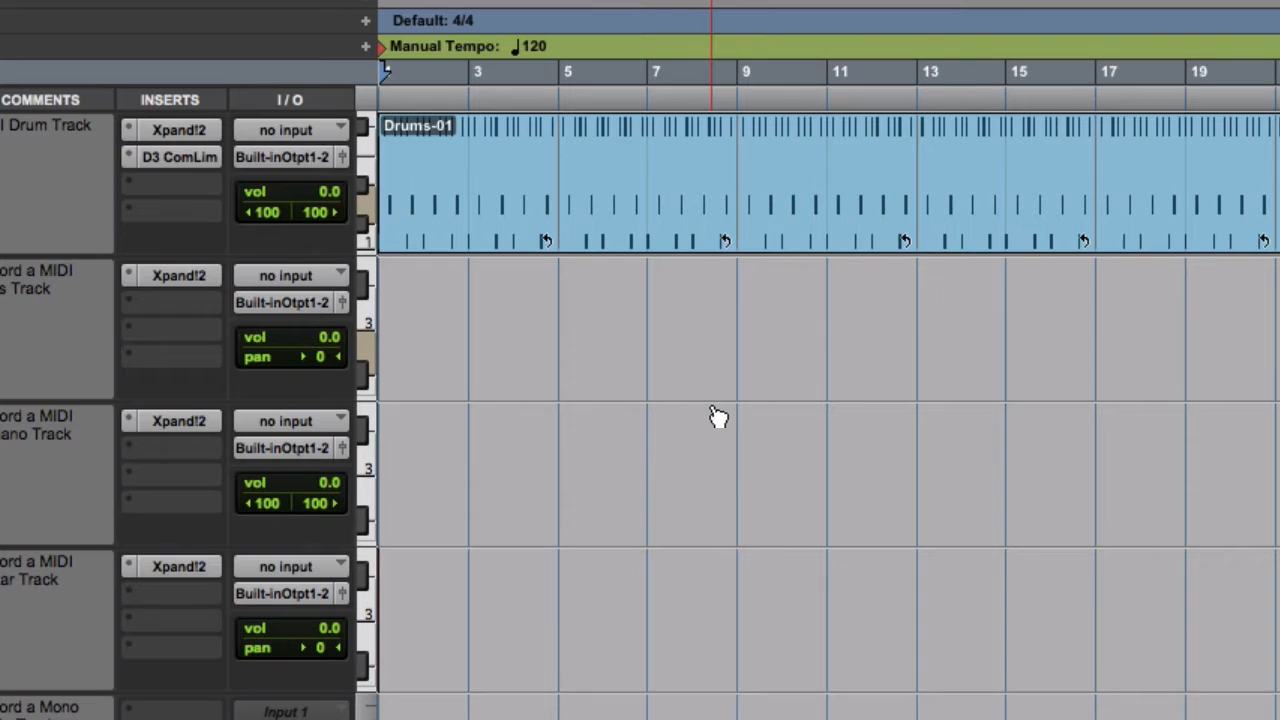 + Default: 4/4
+ Manual Tempo: ♩120
3 5 7 9 11 13 15 17 19
COMMENTS INSERTS I / O
I Drum Track Xpand!2 no input Drums-01
D3 ComLim Built-inOtpt1-2
vol 0.0
100 100
1
ord a MIDI Xpand!2 no input
s Track Built-inOtpt1-2
3
vol 0.0
pan 0
ord a MIDI Xpand!2 no input
ano Track Built-inOtpt1-2
3
vol 0.0
100 100
ord a MIDI Xpand!2 no input
ar Track Built-inOtpt1-2
3
vol 0.0
pan 0
ord a Mono Input 1